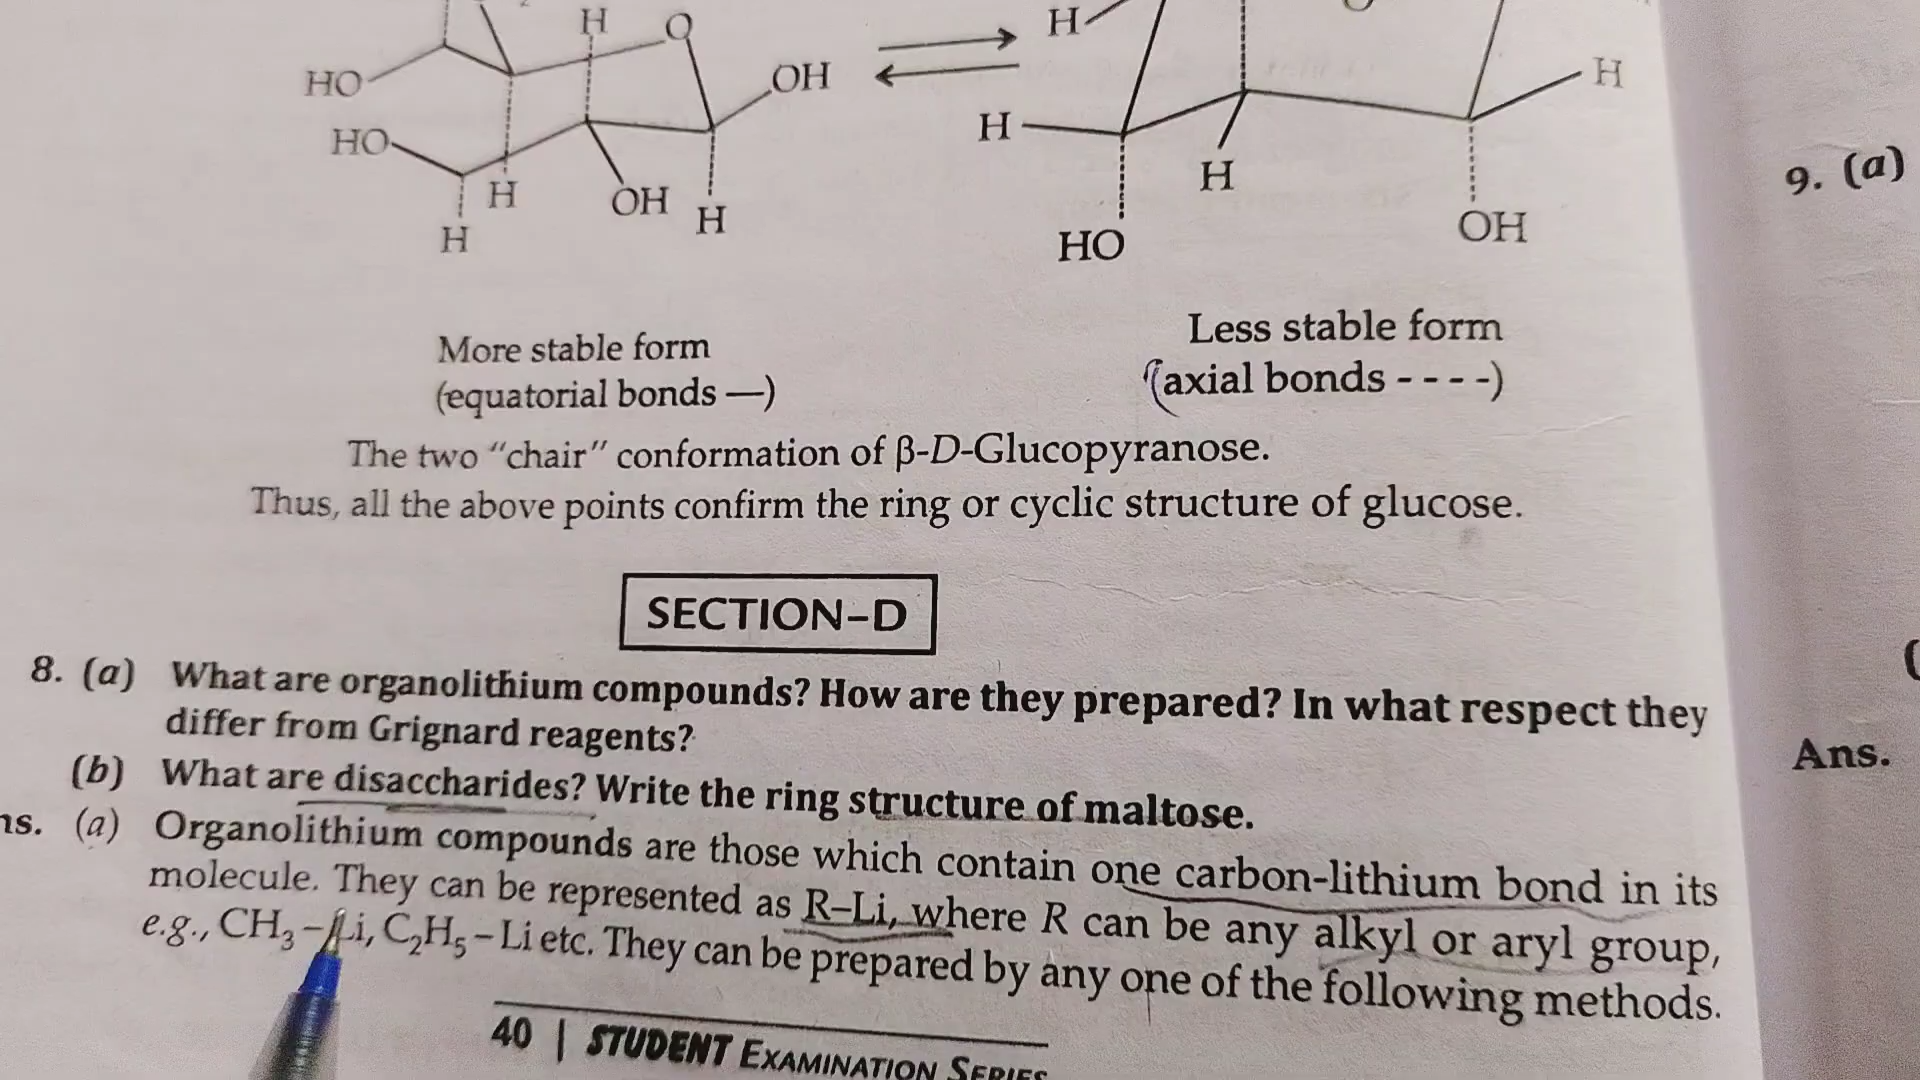 H O H
HO OH H
HO H
H OH H H
H HO OH
More stable form Less stable form
(equatorial bonds —) (axial bonds - - - -)
The two "chair" conformation of β-D-Glucopyranose.
Thus, all the above points confirm the ring or cyclic structure of glucose.
SECTION–D
8. (a) What are organolithium compounds? How are they prepared? In what respect they
differ from Grignard reagents?
(b) What are disaccharides? Write the ring structure of maltose.
(a) Organolithium compounds are those which contain one carbon-lithium bond in its
molecule. They can be represented as R–Li, where R can be any alkyl or aryl group,
e.g., CH₃ – Li, C₂H₅ – Li etc. They can be prepared by any one of the following methods.
40 | STUDENT EXAMINATION SERIES
9. (a)
Ans.